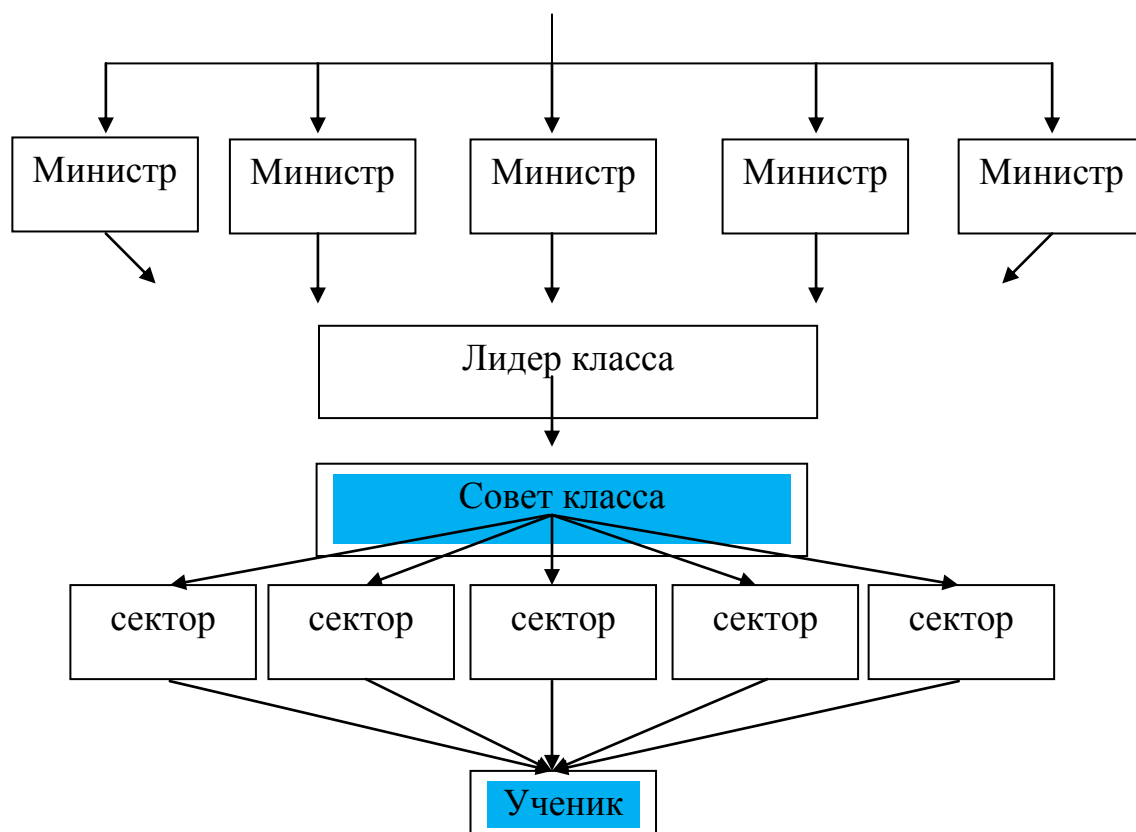 Министр
Министр
Министр
Министр
Министр
Лидер класса
Совет класса
сектор
сектор
сектор
сектор
сектор
Ученик